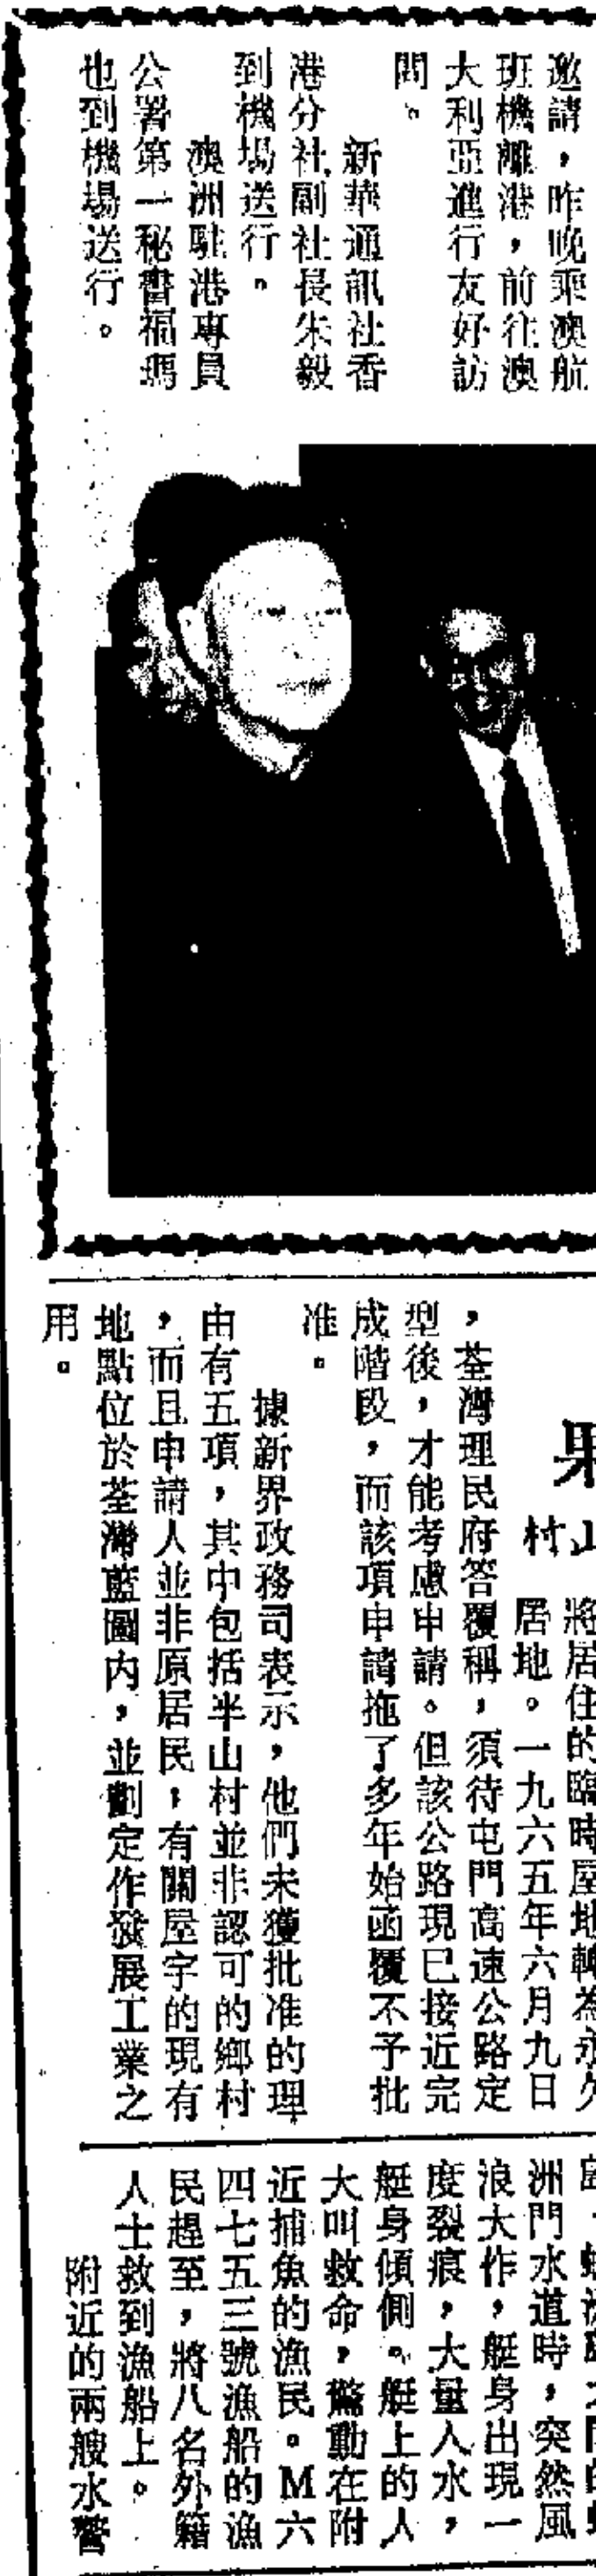 邀請，昨晚乘澳航
班機離港，前往澳
大利亞進行友好訪
問。
新華通訊社香
港分社副社長朱毅
到機場送行。
澳洲駐港專員
公署第一秘書福瑪
也到機場送行。
果
山
村
將居住的臨時屋地轉為永久
居地。一九六五年六月九日
，荃灣理民府答覆稱，須待屯門高速公路定
型後，才能考慮申請。但該公路現已接近完
成階段，而該項申請拖了多年始函覆不予批
准。
據新界政務司表示，他們未獲批准的理
由有五項，其中包括半山村並非認可的鄉村
，而且申請人並非原居民，有關屋宇的現有
地點位於荃灣藍圖內，並劃定作發展工業之
用。
洲門水道時，突然風
浪大作，艇身出現一
度裂痕，大量入水，
艇身傾側。艇上的人
大叫救命，驚動在附
近捕魚的漁民。M六
四七五三號漁船的漁
民趕至，將八名外籍
人士救到漁船上。
附近的兩艘水警